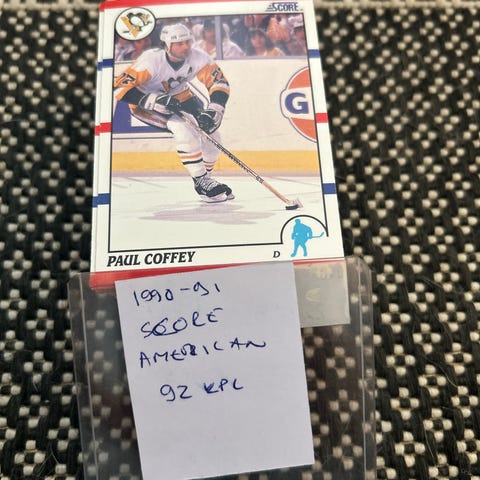 SCORE
G
PAUL COFFEY
D
1990-91
SCORE
AMERICAN
92 KPL